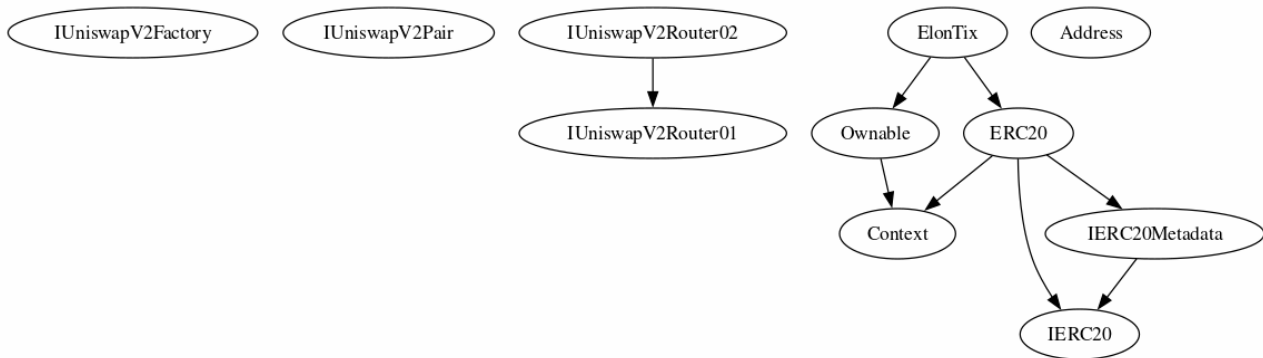 IUniswapV2Factory
IUniswapV2Pair
IUniswapV2Router02
ElonTix
Address
IUniswapV2Router01
Ownable
ERC20
Context
IERC20Metadata
IERC20